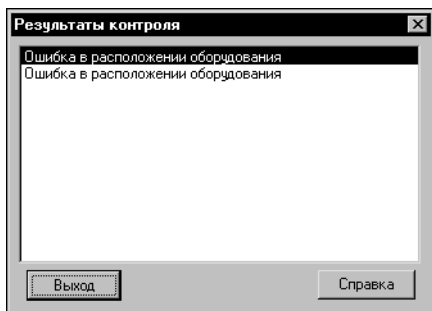 Результаты контроля
Ошибка в расположении оборудования
Ошибка в расположении оборудования
Выход
Справка